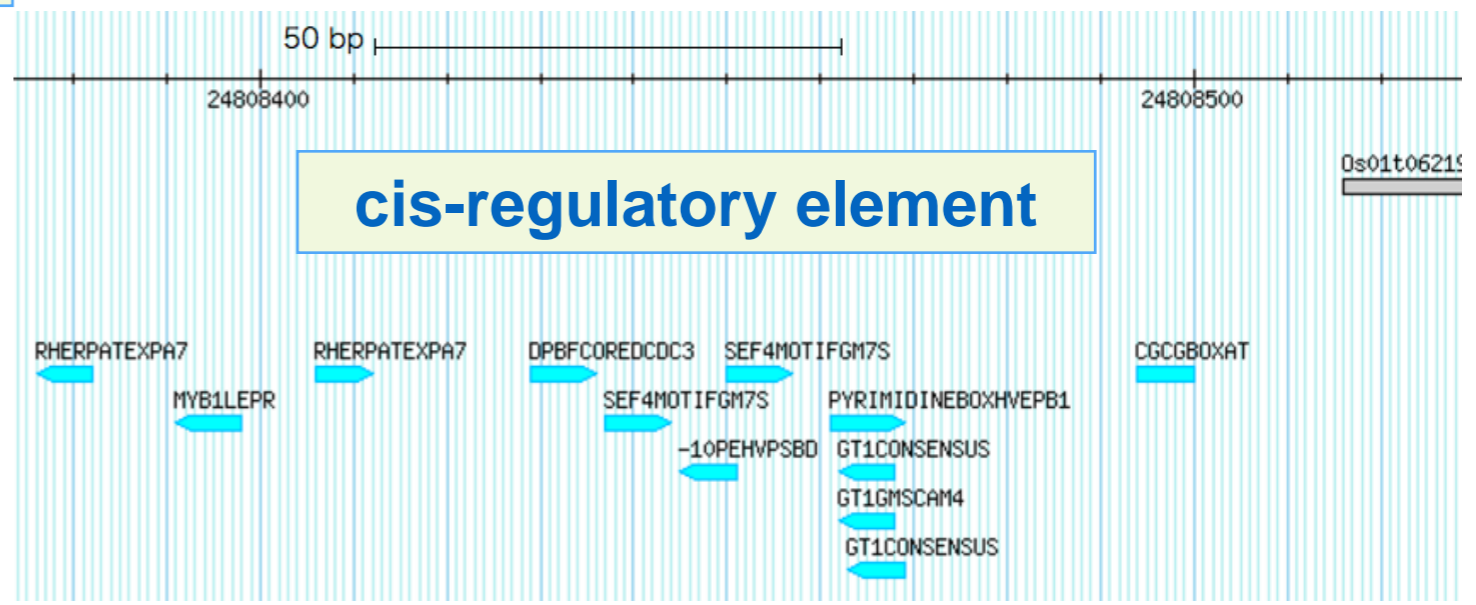 50 bp
24808400 24808500
Os01t06219
cis-regulatory element
RHERPATEXPA7 RHERPATEXPA7 DPBFCOREDCDC3 SEF4MOTIFGM7S CGCGBOXAT
MYB1LEPR SEF4MOTIFGM7S PYRIMIDINEBOXHVEPB1
-10PEHVPSBD GT1CONSENSUS
GT1GMSCAM4
GT1CONSENSUS